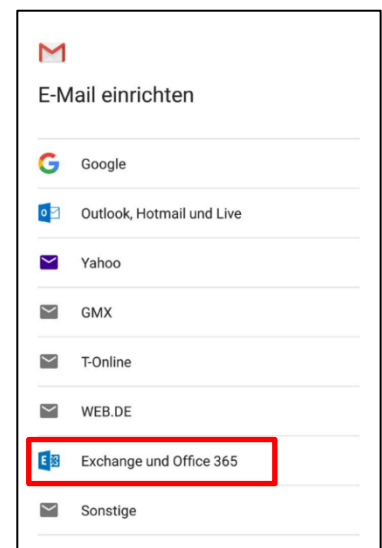 E-Mail einrichten
Google
Outlook, Hotmail und Live
Yahoo
GMX
T-Online
WEB.DE
Exchange und Office 365
Sonstige